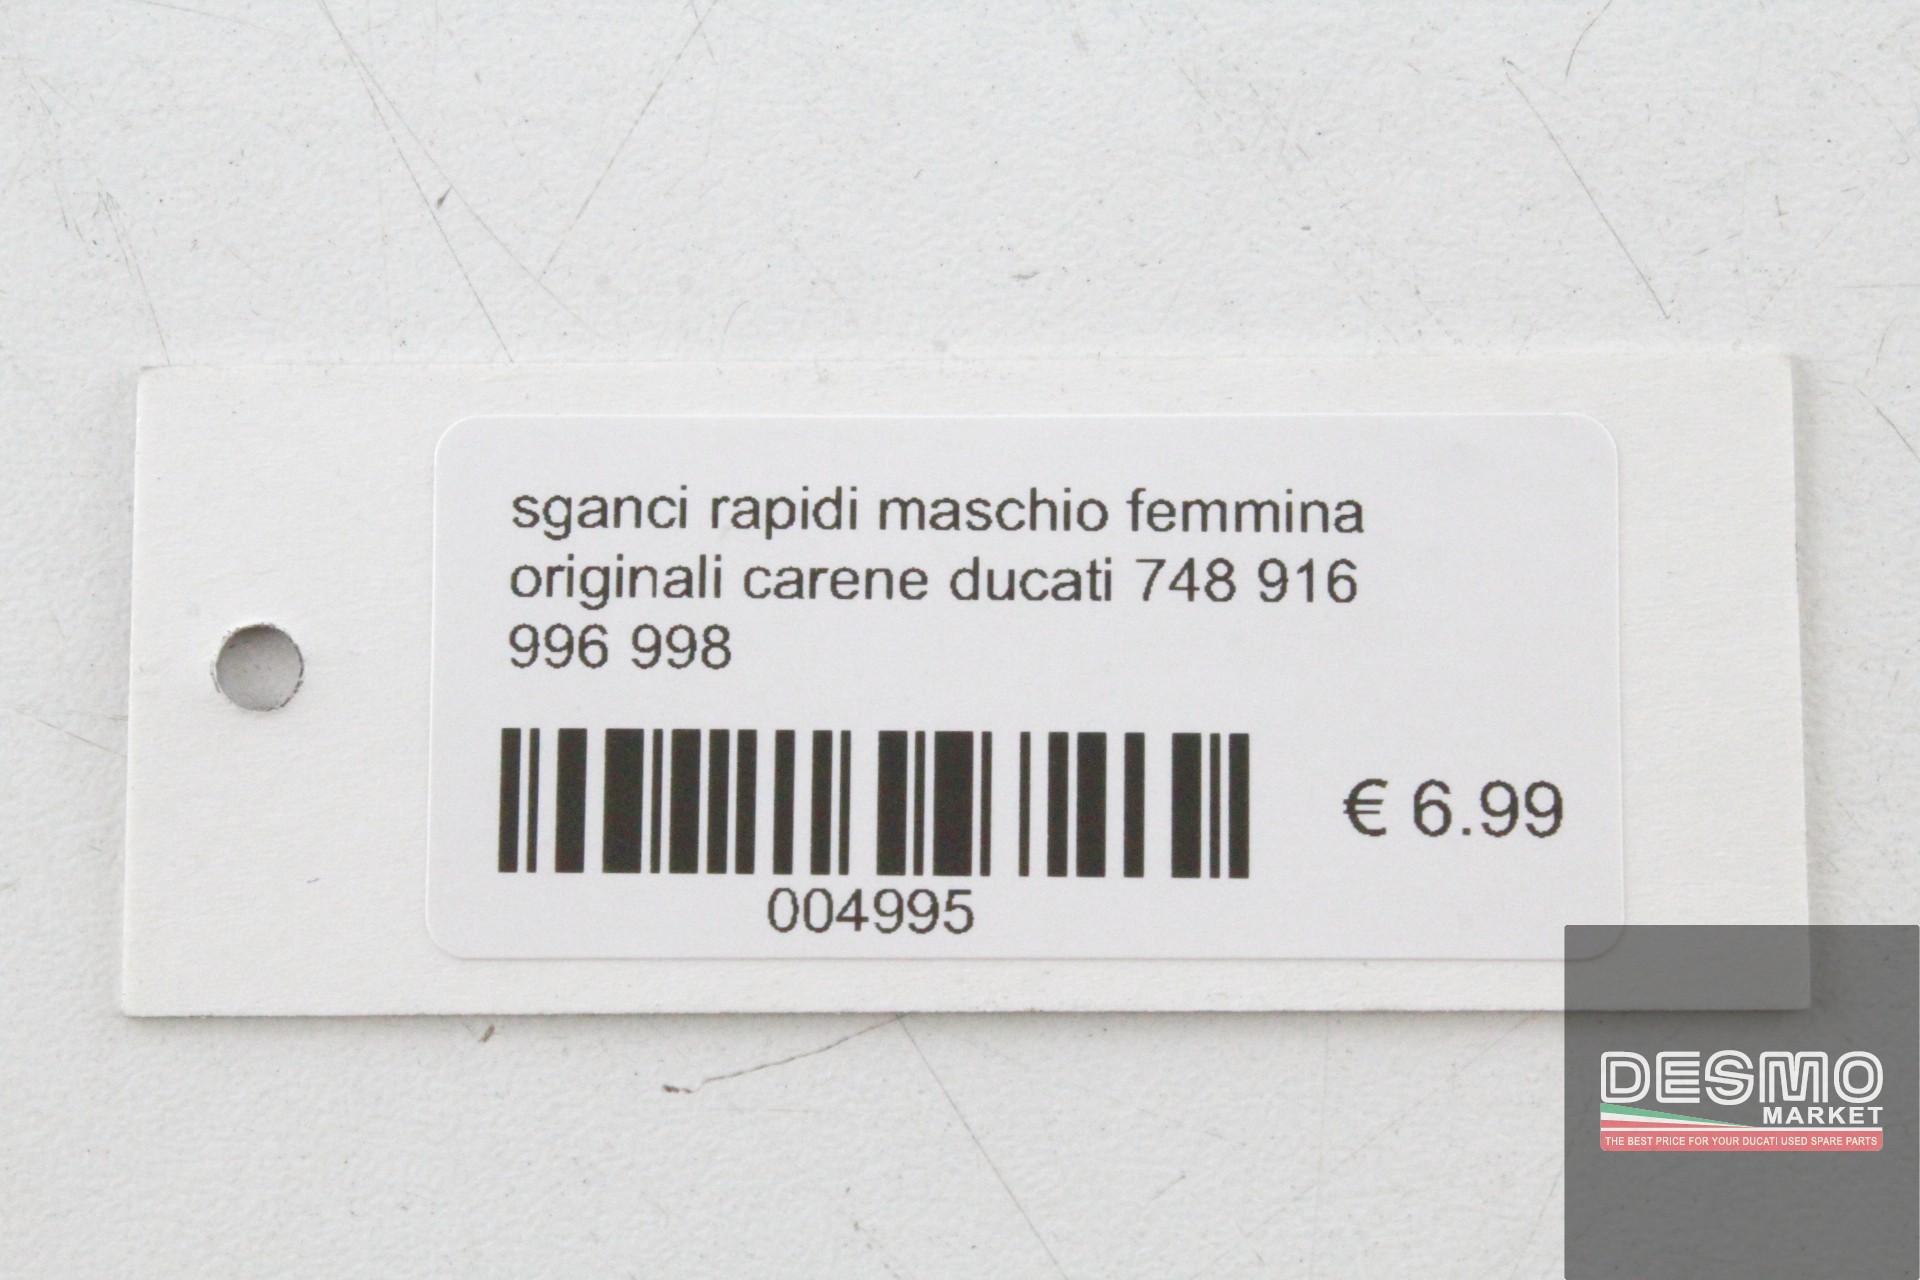 sganci rapidi maschio femmina
originali carene ducati 748 916
996 998
€ 6.99
004995
DESMO
MARKET
THE BEST PRICE FOR YOUR DUCATI USED SPARE PARTS